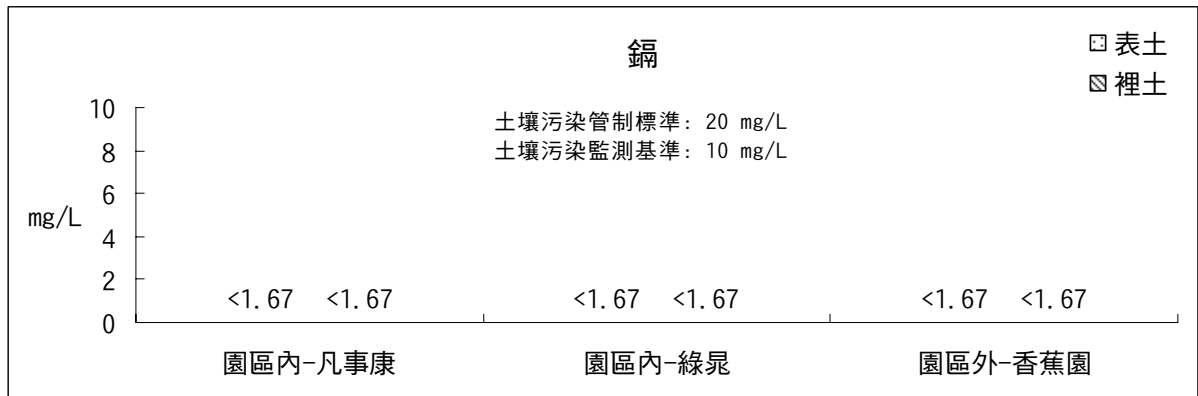 鎘
表土
裡土
土壤污染管制標準: 20 mg/L
土壤污染監測基準: 10 mg/L
mg/L
10
8
6
4
2
0
<1.67 <1.67 <1.67 <1.67 <1.67 <1.67
園區內-凡事康 園區內-綠晁 園區外-香蕉園